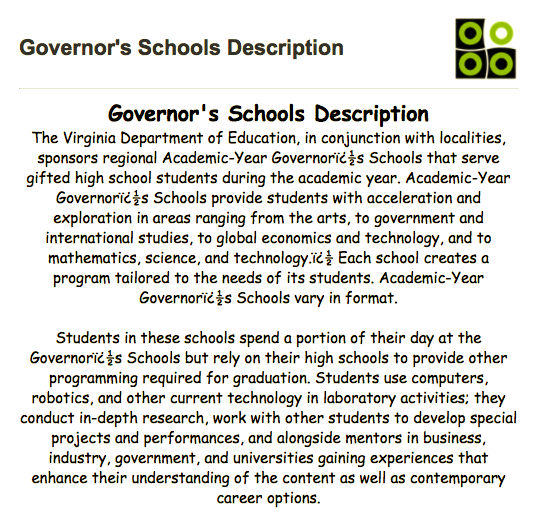 Governor's Schools Description
Governor's Schools Description
The Virginia Department of Education, in conjunction with localities,
sponsors regional Academic-Year Governorï¿½s Schools that serve
gifted high school students during the academic year. Academic-Year
Governorï¿½s Schools provide students with acceleration and
exploration in areas ranging from the arts, to government and
international studies, to global economics and technology, and to
mathematics, science, and technology.ï¿½ Each school creates a
program tailored to the needs of its students. Academic-Year
Governorï¿½s Schools vary in format.
Students in these schools spend a portion of their day at the
Governorï¿½s Schools but rely on their high schools to provide other
programming required for graduation. Students use computers,
robotics, and other current technology in laboratory activities; they
conduct in-depth research, work with other students to develop special
projects and performances, and alongside mentors in business,
industry, government, and universities gaining experiences that
enhance their understanding of the content as well as contemporary
career options.